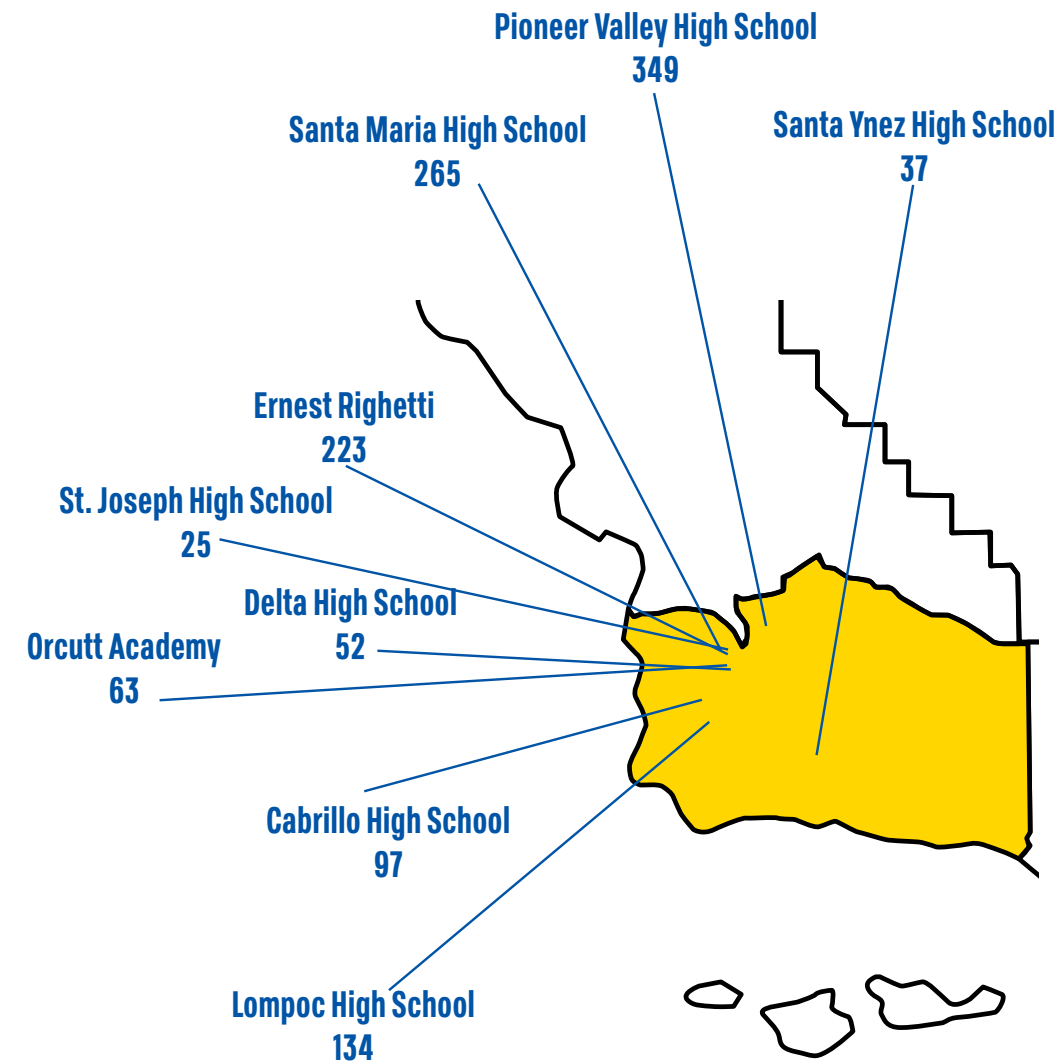 Pioneer Valley High School
349
Santa Maria High School
265
Santa Ynez High School
37
Ernest Righetti
223
St. Joseph High School
25
Delta High School
52
Orcutt Academy
63
Cabrillo High School
97
Lompoc High School
134